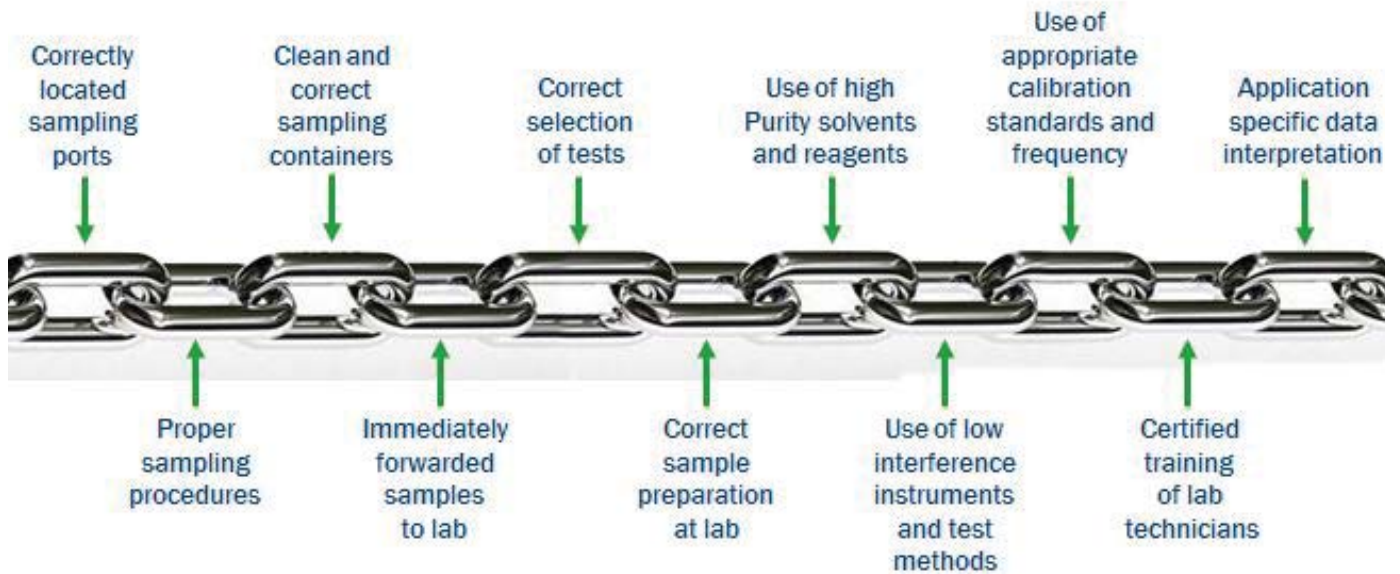 Correctly
located
sampling
ports
Proper
sampling
procedures
Clean and
correct
sampling
containers
Immediately
forwarded
samples
to lab
Correct
selection
of tests
Correct
sample
preparation
at lab
Use of high
Purity solvents
and reagents
Use of low
interference
instruments
and test
methods
Use of
appropriate
calibration
standards and
frequency
Certified
training
of lab
technicians
Application
specific data
interpretation